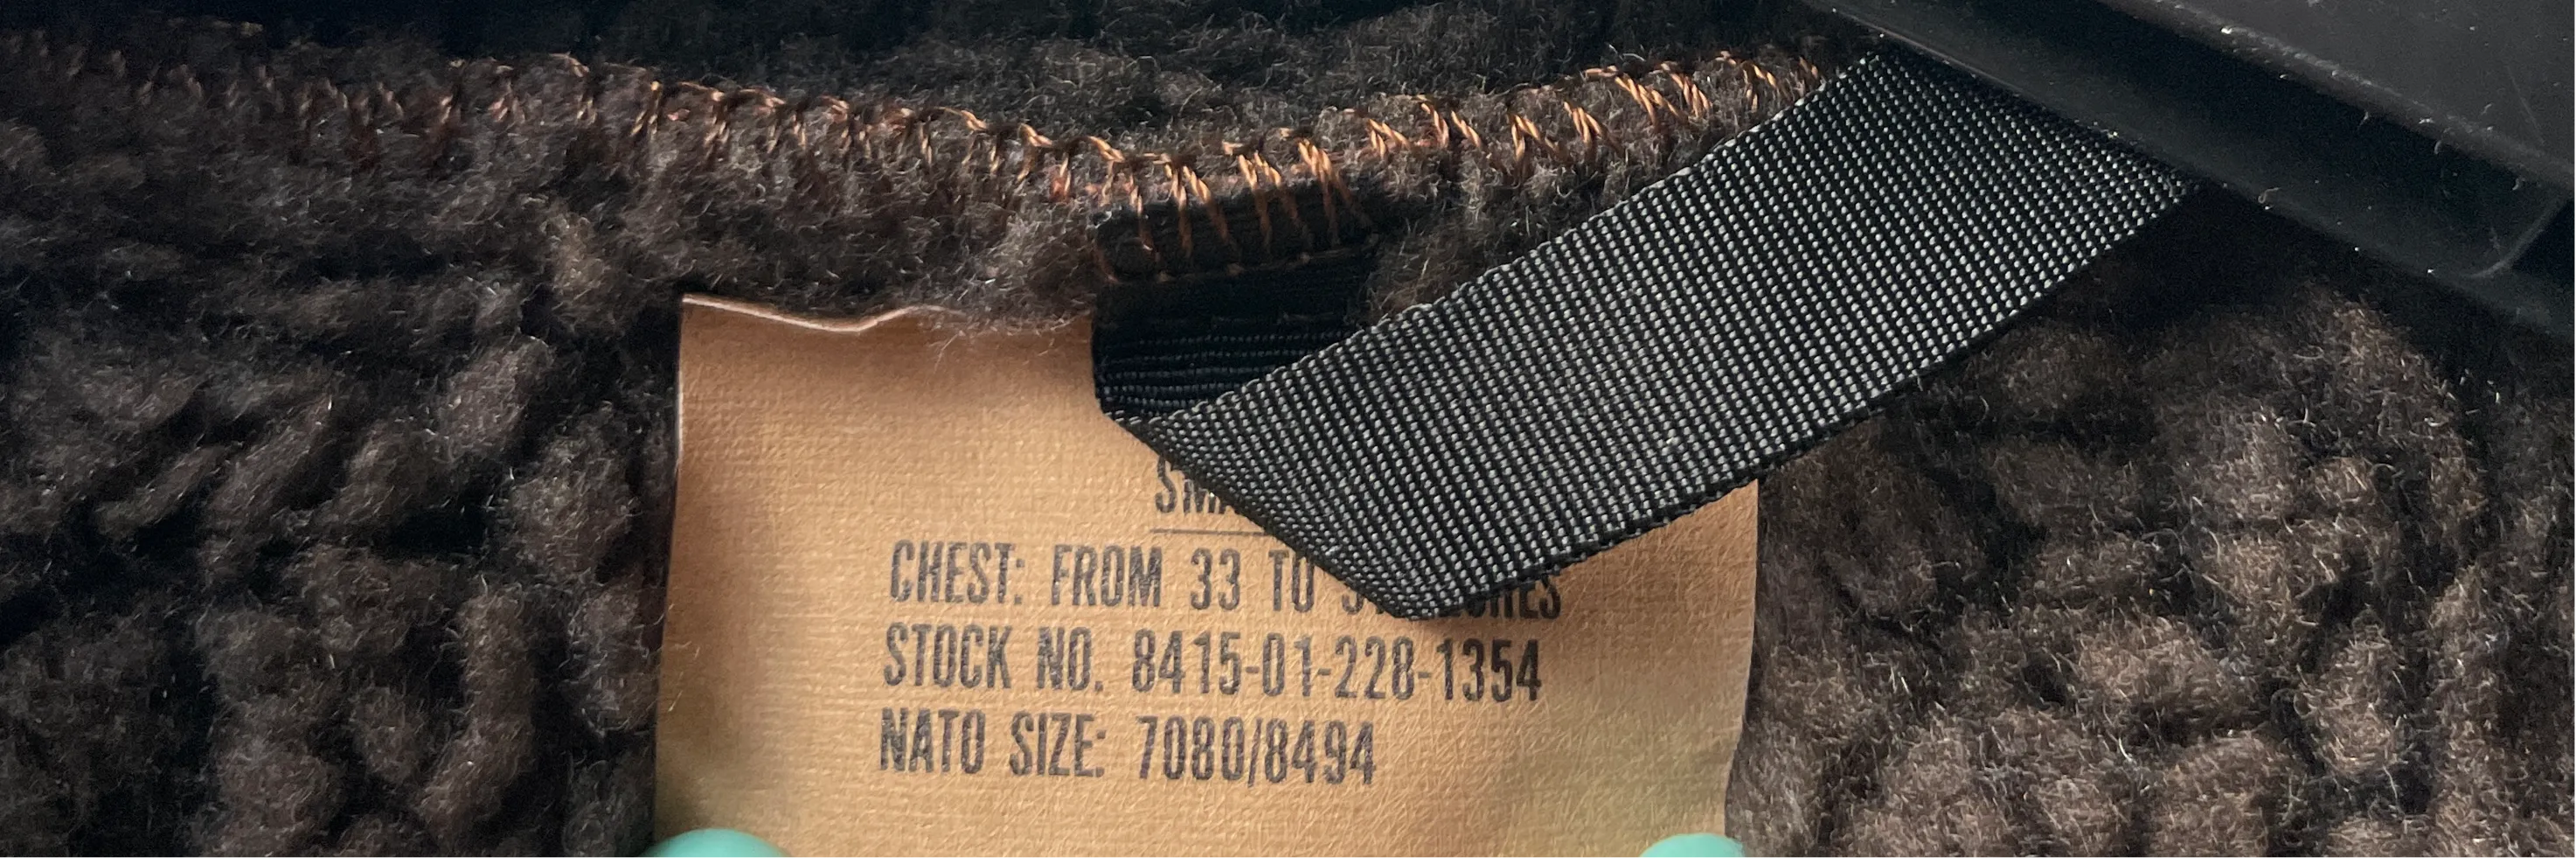 CHEST: FROM 33 TO
STOCK NO. 8415-01-228-1354
NATO SIZE: 7080/8494